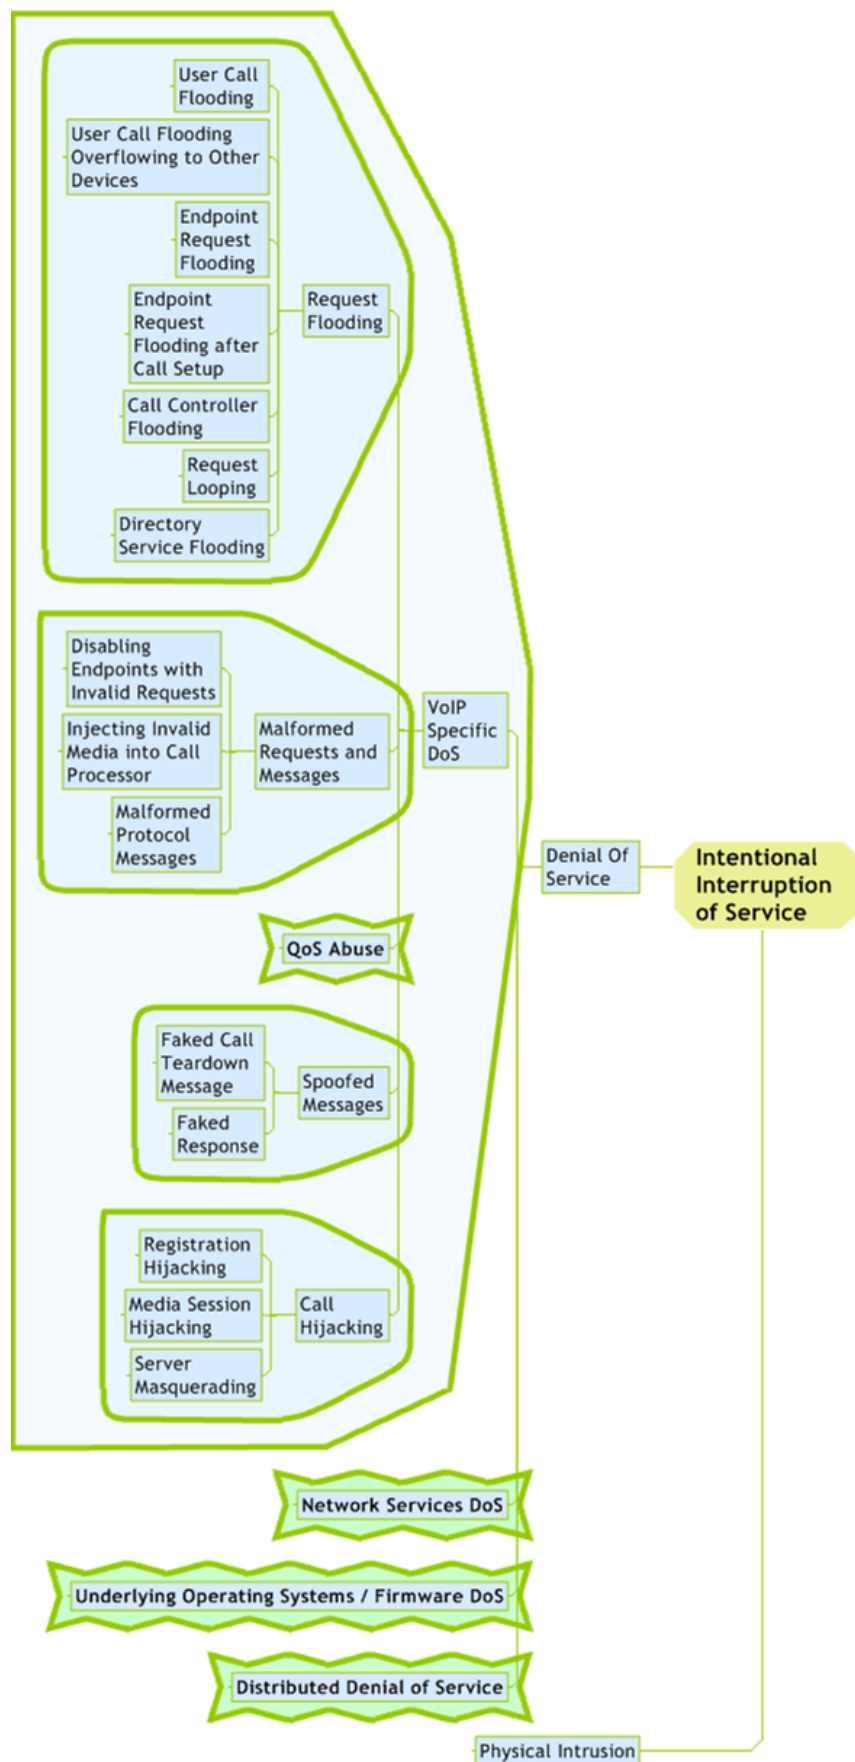 User Call
Flooding
User Call Flooding
Overflowing to Other
Devices
Endpoint
Request
Flooding
Endpoint
Request
Flooding after
Call Setup
Call Controller
Flooding
Request
Looping
Directory
Service Flooding
Request
Flooding
Disabling
Endpoints with
Invalid Requests
Injecting Invalid
Media into Call
Processor
Malformed
Protocol
Messages
Malformed
Requests and
Messages
VoIP
Specific
DoS
Denial Of
Service
Intentional
Interruption
of Service
QoS Abuse
Faked Call
Teardown
Message
Faked
Response
Spoofed
Messages
Registration
Hijacking
Media Session
Hijacking
Server
Masquerading
Call
Hijacking
Network Services DoS
Underlying Operating Systems / Firmware DoS
Distributed Denial of Service
Physical Intrusion